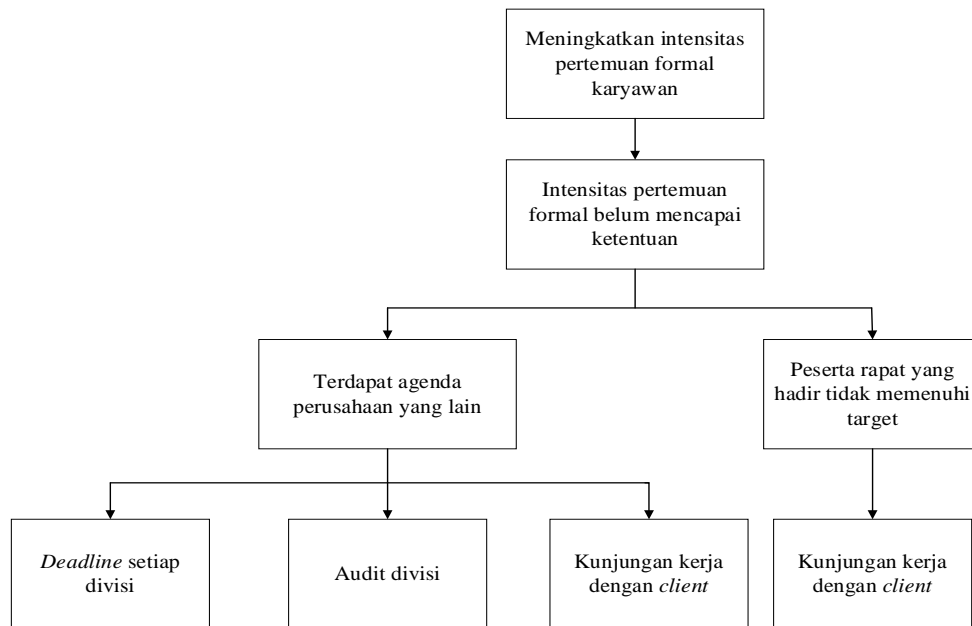 Meningkatkan intensitas
pertemuan formal
karyawan
Intensitas pertemuan
formal belum mencapai
ketentuan
Terdapat agenda
perusahaan yang lain
Peserta rapat yang
hadir tidak memenuhi
target
Deadline setiap
divisi
Audit divisi
Kunjungan kerja
dengan client
Kunjungan kerja
dengan client